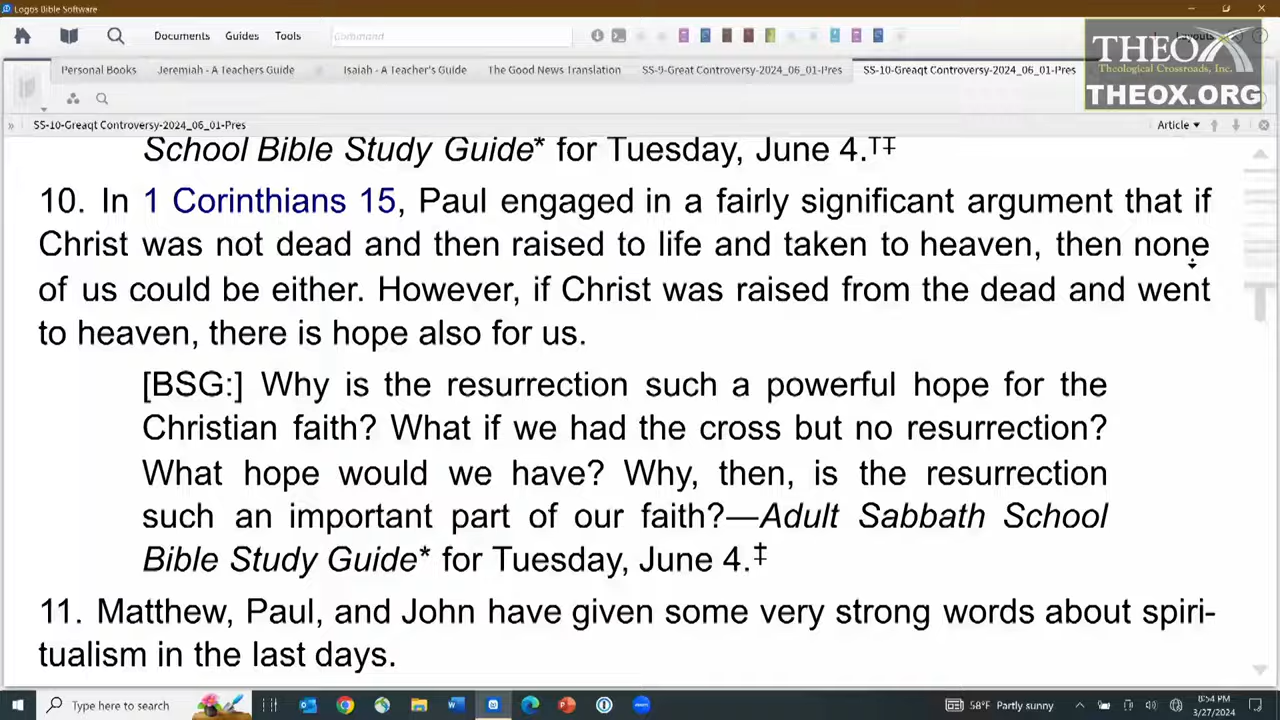 Logos Bible Software
Documents Guides Tools Command
Personal Books Jeremiah - A Teachers Guide Isaiah - A The Good News Translation SS-9-Great Controversy-2024_06_01-Pres SS-10-Greaqt Controversy-2024_06_01-Pres
THEOX
Theological Crossroads, Inc.
THEOX.ORG
» SS-10-Greaqt Controversy-2024_06_01-Pres Article
School Bible Study Guide* for Tuesday, June 4.T‡
10. In 1 Corinthians 15, Paul engaged in a fairly significant argument that if
Christ was not dead and then raised to life and taken to heaven, then none
of us could be either. However, if Christ was raised from the dead and went
to heaven, there is hope also for us.
[BSG:] Why is the resurrection such a powerful hope for the
Christian faith? What if we had the cross but no resurrection?
What hope would we have? Why, then, is the resurrection
such an important part of our faith?—Adult Sabbath School
Bible Study Guide* for Tuesday, June 4.‡
11. Matthew, Paul, and John have given some very strong words about spiri-
tualism in the last days.
Type here to search
58°F Partly sunny
8:54 PM
3/27/2024